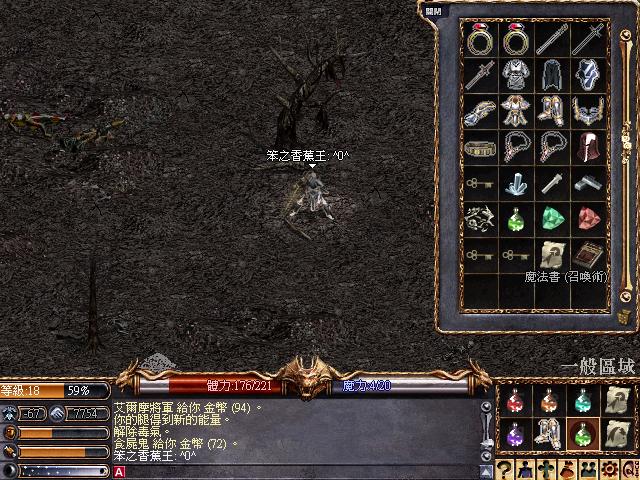 關閉
笨之香蕉王: ^0^
魔法書 (召喚術)
一般區域
等級:18 59%
體力:176/221
魔力:4/20
-67 7754
艾爾摩將軍 給你 金幣 (94) 。
你的腿得到新的能量。
解除毒氣。
食屍鬼 給你 金幣 (72) 。
笨之香蕉王: ^0^
A